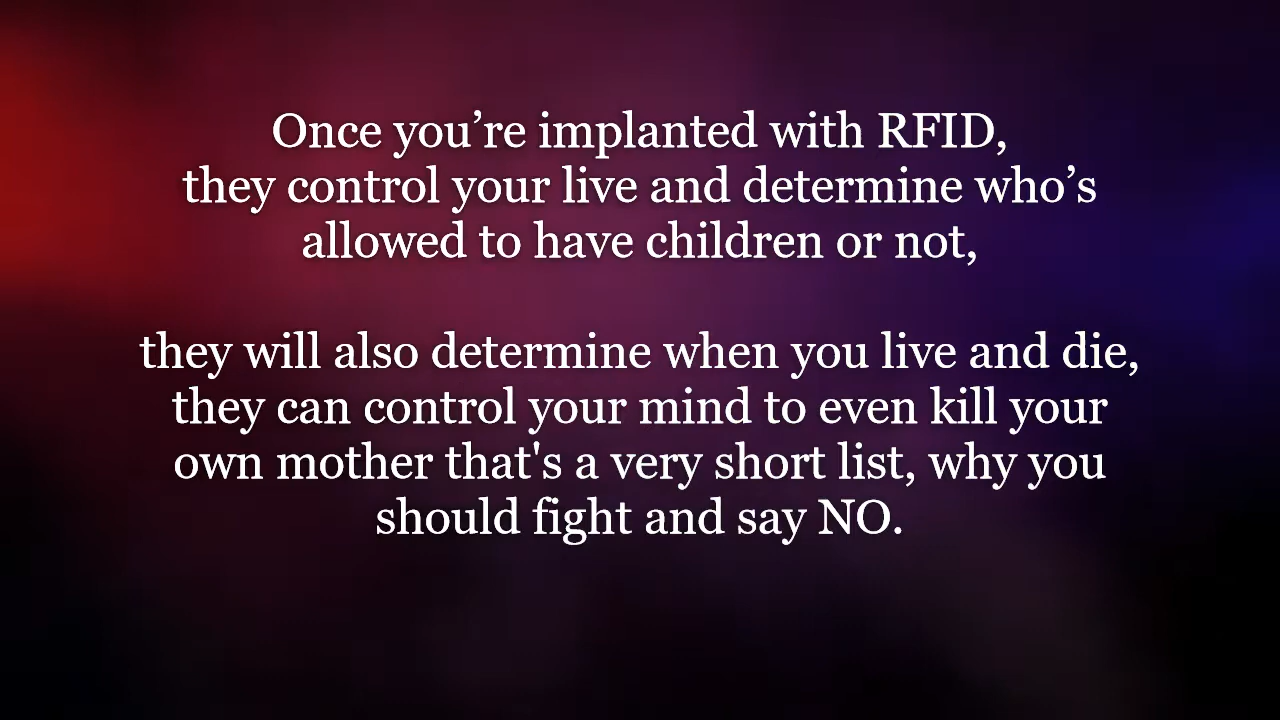 Once you’re implanted with RFID,
they control your live and determine who’s
allowed to have children or not,
they will also determine when you live and die,
they can control your mind to even kill your
own mother that's a very short list, why you
should fight and say NO.